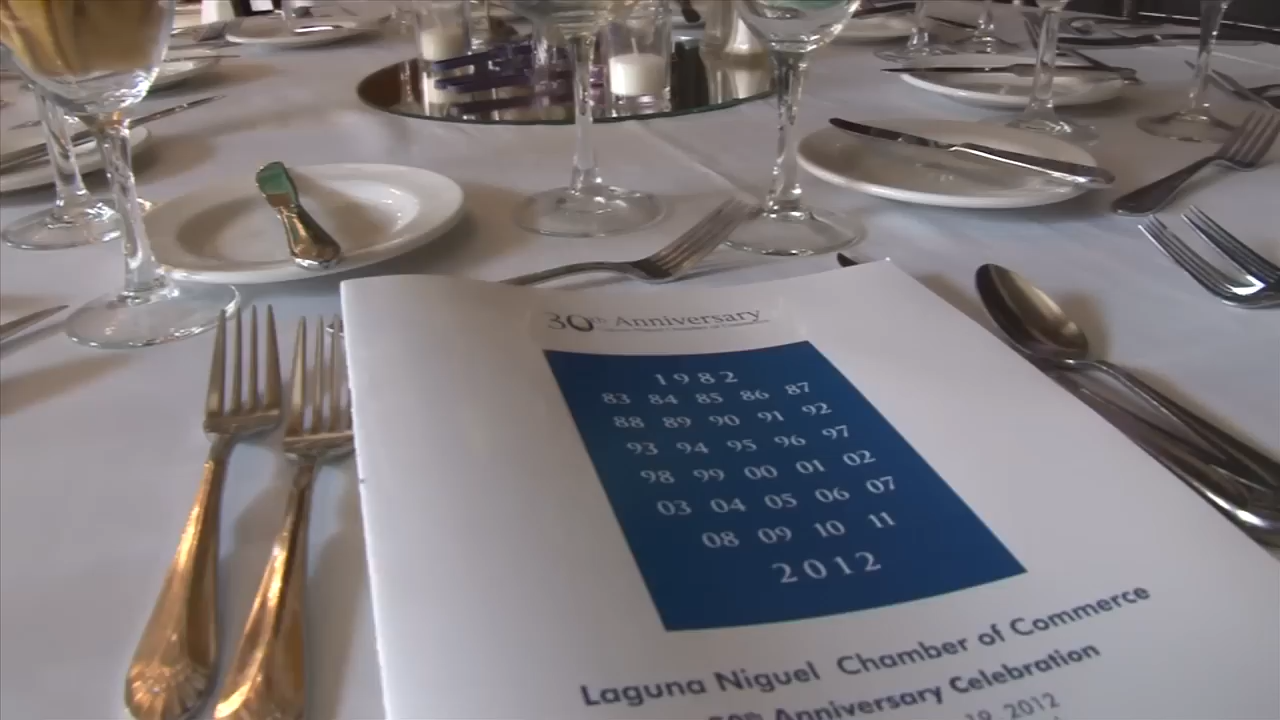 30th Anniversary
1982
83 84 85 86 87
88 89 90 91 92
93 94 95 96 97
98 99 00 01 02
03 04 05 06 07
08 09 10 11
2012
Laguna Niguel Chamber of Commerce
Anniversary Celebration
19, 2012